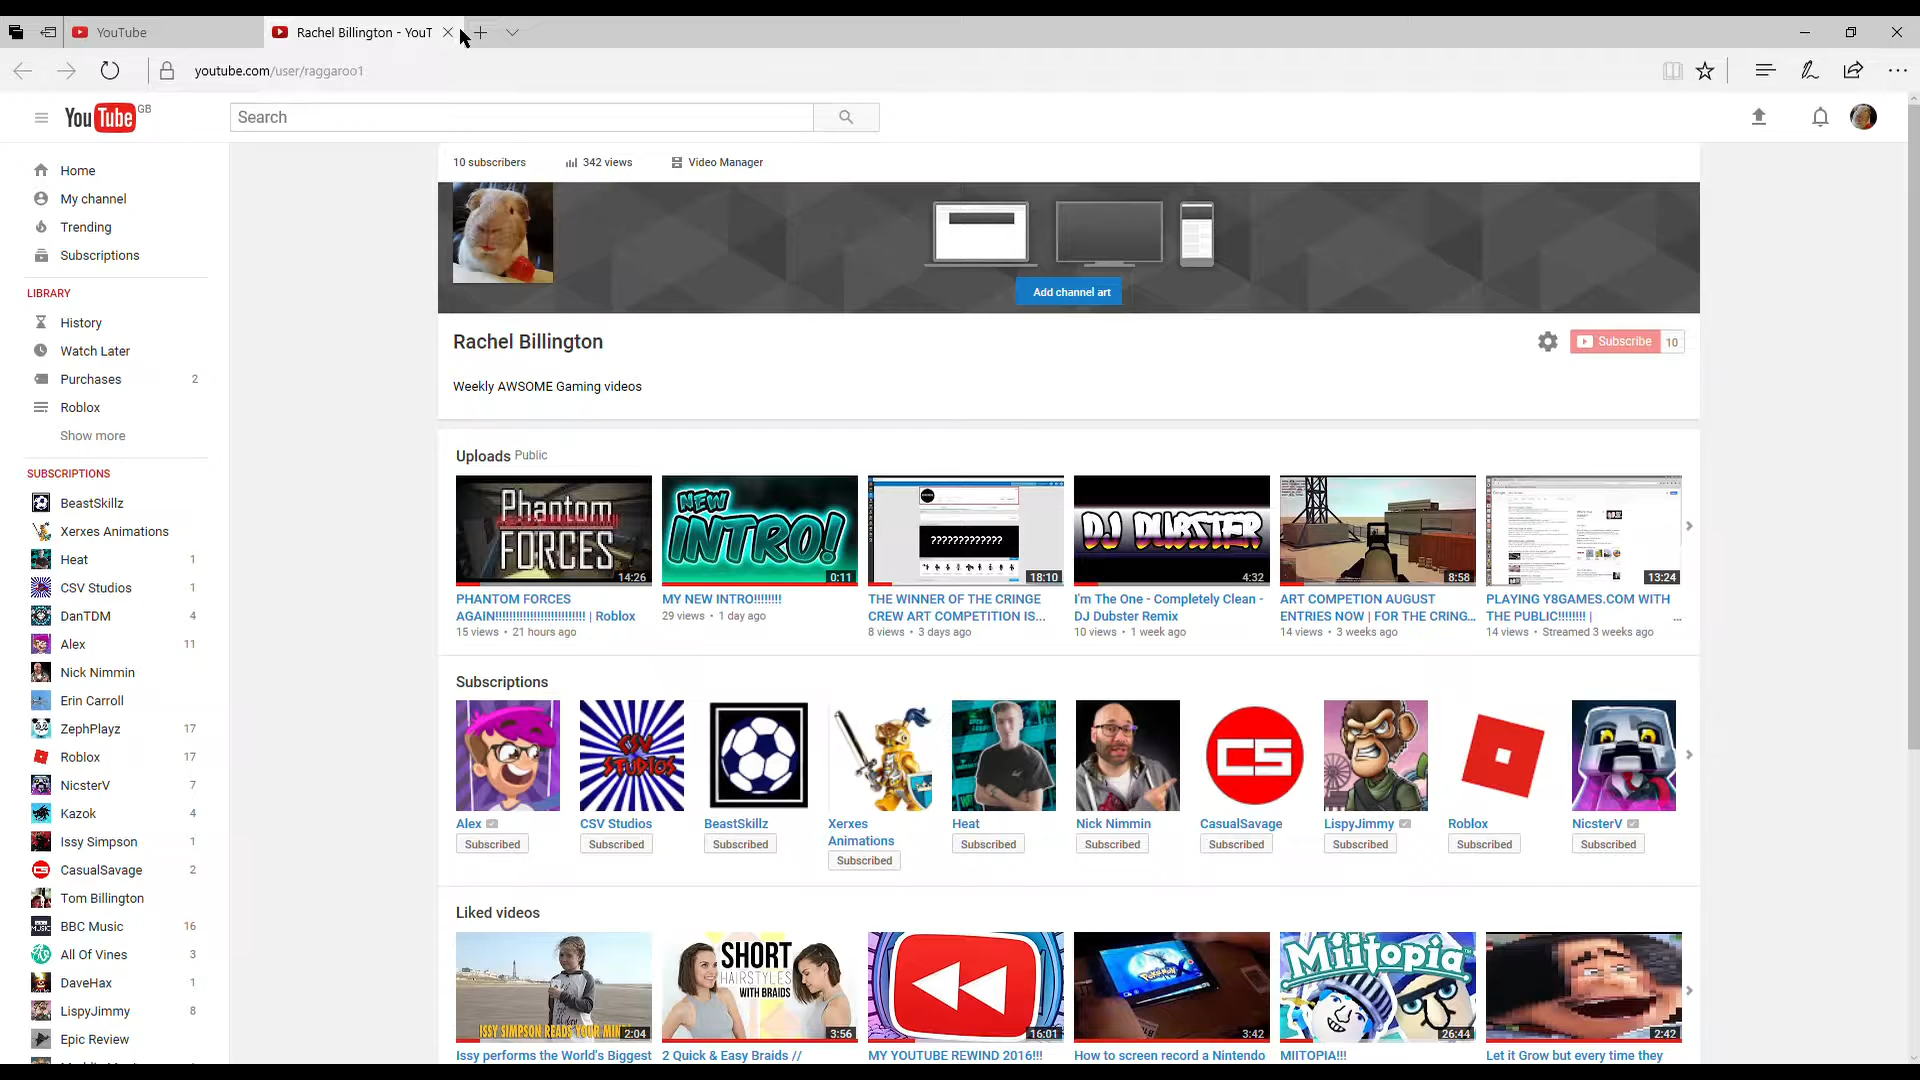 YouTube
Rachel Billington - YouT
youtube.com/user/raggaroo1
YouTube GB
Search
Home
My channel
Trending
Subscriptions
LIBRARY
History
Watch Later
Purchases 2
Roblox
Show more
SUBSCRIPTIONS
BeastSkillz
Xerxes Animations
Heat 1
CSV Studios 1
DanTDM 4
Alex 11
Nick Nimmin
Erin Carroll
ZephPlayz 17
Roblox 17
NicsterV 7
Kazok 4
Issy Simpson 1
CasualSavage 2
Tom Billington
BBC Music 16
All Of Vines 3
DaveHax 1
LispyJimmy 8
Epic Review
10 subscribers 342 views Video Manager
Add channel art
Rachel Billington
Subscribe 10
Weekly AWSOME Gaming videos
Uploads Public
Phantom
FORCES
14:26
NEW
INTRO!
0:11
?????????????
18:10
DJ DUBSTER
4:32
8:58
13:24
PHANTOM FORCES
AGAIN!!!!!!!!!!!!!!!!!!!!!!!!!!!! | Roblox
15 views • 21 hours ago
MY NEW INTRO!!!!!!!!
29 views • 1 day ago
THE WINNER OF THE CRINGE
CREW ART COMPETITION IS...
8 views • 3 days ago
I'm The One - Completely Clean -
DJ Dubster Remix
10 views • 1 week ago
ART COMPETION AUGUST
ENTRIES NOW | FOR THE CRING...
14 views • 3 weeks ago
PLAYING Y8GAMES.COM WITH
THE PUBLIC!!!!!!!! | ...
14 views • Streamed 3 weeks ago
Subscriptions
CSV
STUDIOS
CS
Alex
Subscribed
CSV Studios
Subscribed
BeastSkillz
Subscribed
Xerxes
Animations
Subscribed
Heat
Subscribed
Nick Nimmin
Subscribed
CasualSavage
Subscribed
LispyJimmy
Subscribed
Roblox
Subscribed
NicsterV
Subscribed
Liked videos
ISSY SIMPSON READS YOUR MIND
2:04
SHORT
HAIRSTYLES
WITH BRAIDS
3:56
16:01
3:42
Miitopia
26:44
2:42
Issy performs the World's Biggest
2 Quick & Easy Braids //
MY YOUTUBE REWIND 2016!!!
How to screen record a Nintendo
MIITOPIA!!!
Let it Grow but every time they